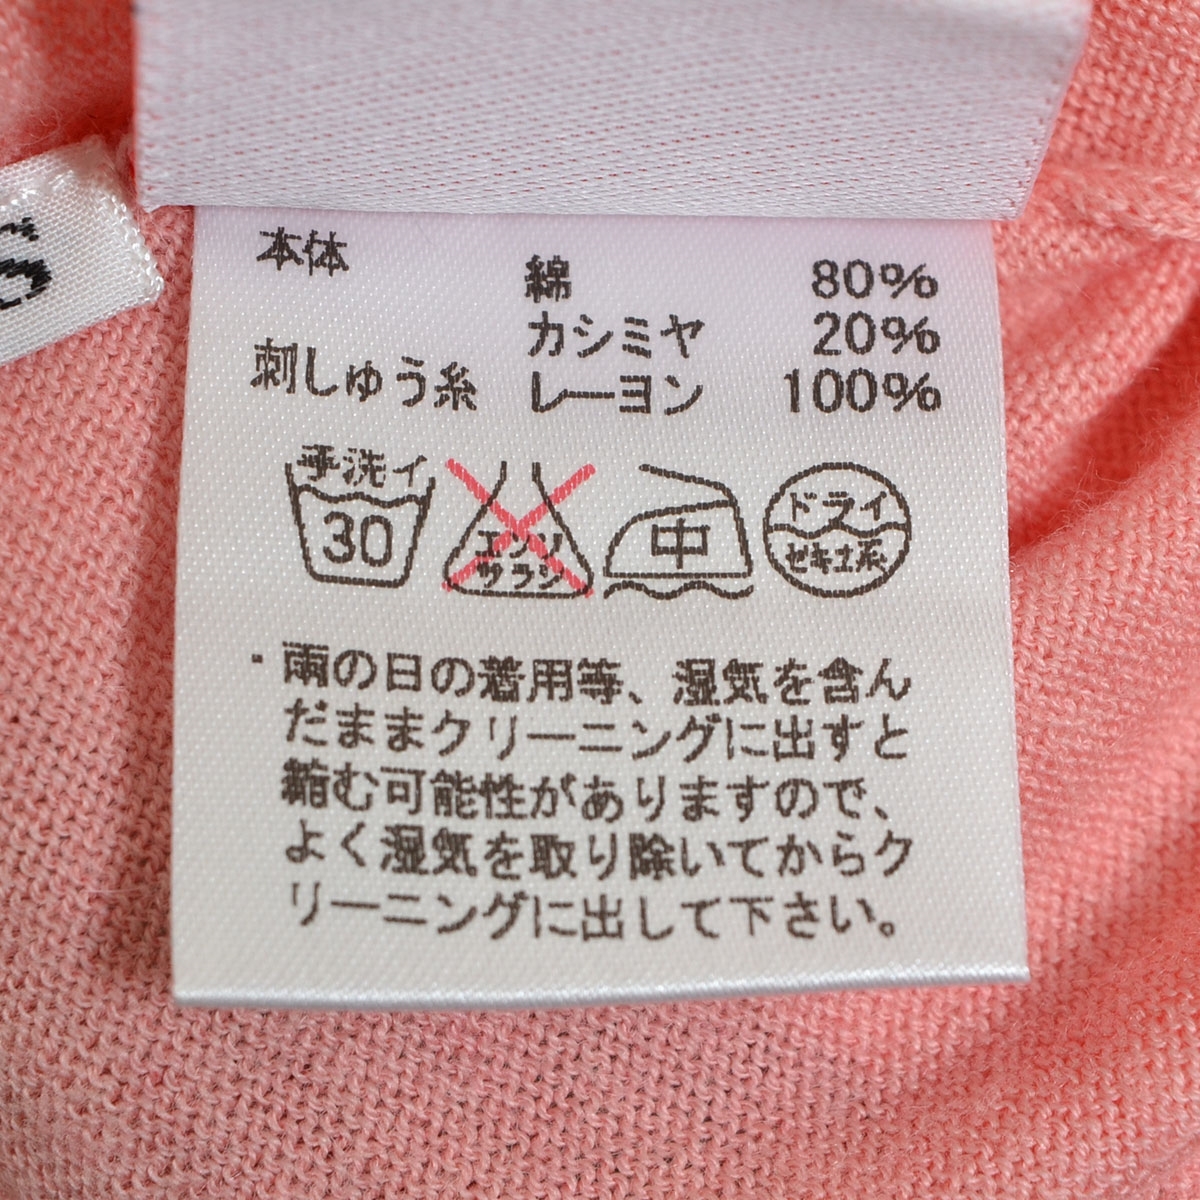 本体
綿 80%
カシミヤ 20%
刺しゅう糸 レーヨン 100%
手洗イ
30
エンソ
サラシ
中
ドライ
セキユ系
・雨の日の着用等、湿気を含ん
だままクリーニングに出すと
縮む可能性がありますので、
よく湿気を取り除いてからク
リーニングに出して下さい。